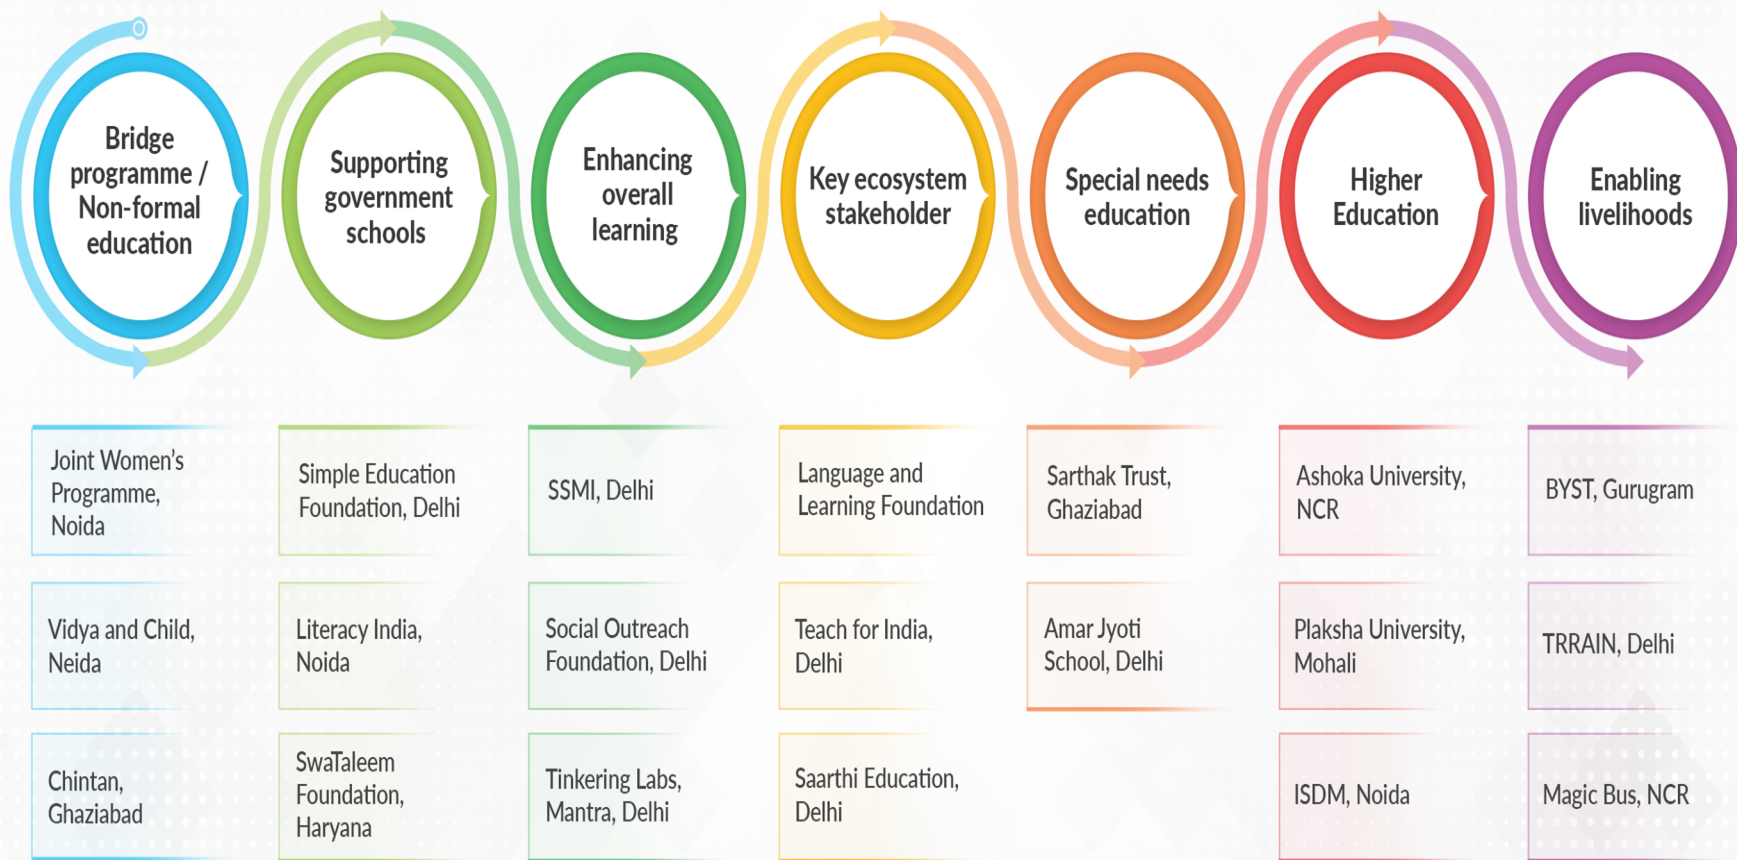 Bridge
programme /
Non-formal
education
Supporting
government
schools
Enhancing
overall
learning
Key ecosystem
stakeholder
Special needs
education
Higher
Education
Enabling
livelihoods
Joint Women's
Programme,
Noida
Simple Education
Foundation, Delhi
SSMI, Delhi
Language and
Learning Foundation
Sarthak Trust,
Ghaziabad
Ashoka University,
NCR
BYST, Gurugram
Vidya and Child,
Neida
Literacy India,
Noida
Social Outreach
Foundation, Delhi
Teach for India,
Delhi
Amar Jyoti
School, Delhi
Plaksha University,
Mohali
TRRAIN, Delhi
Chintan,
Ghaziabad
SwaTaleem
Foundation,
Haryana
Tinkering Labs,
Mantra, Delhi
Saarthi Education,
Delhi
ISDM, Noida
Magic Bus, NCR